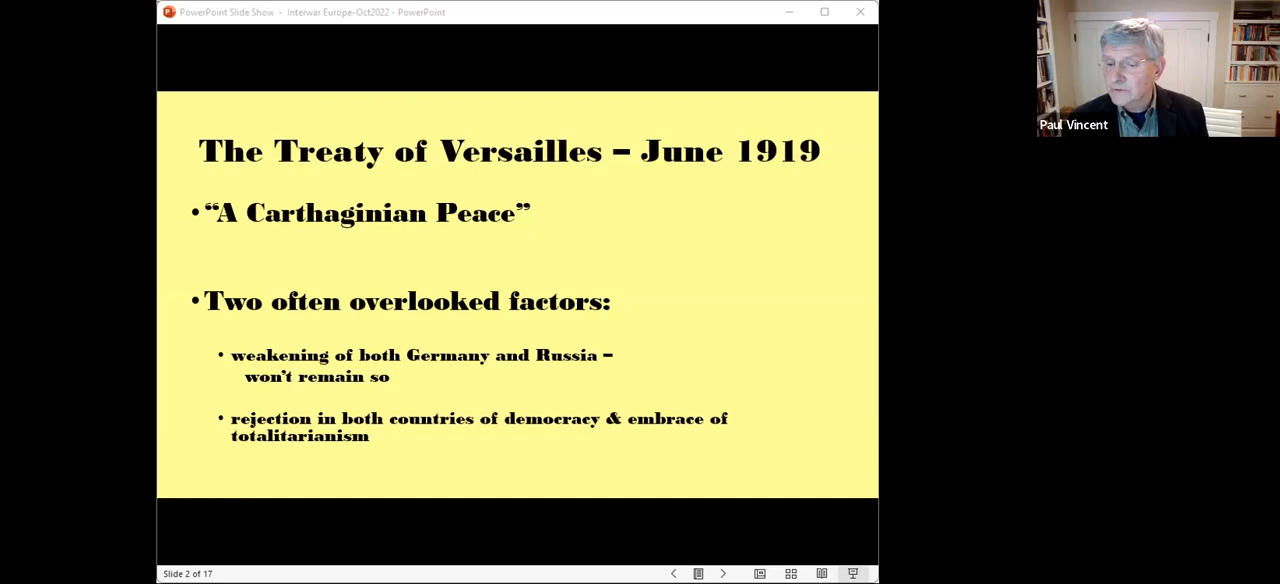 PowerPoint Slide Show - Interwar Europe-Oct2022 - PowerPoint
The Treaty of Versailles – June 1919
• “A Carthaginian Peace”
• Two often overlooked factors:
• weakening of both Germany and Russia –
won’t remain so
• rejection in both countries of democracy & embrace of
totalitarianism
Slide 2 of 17
Paul Vincent